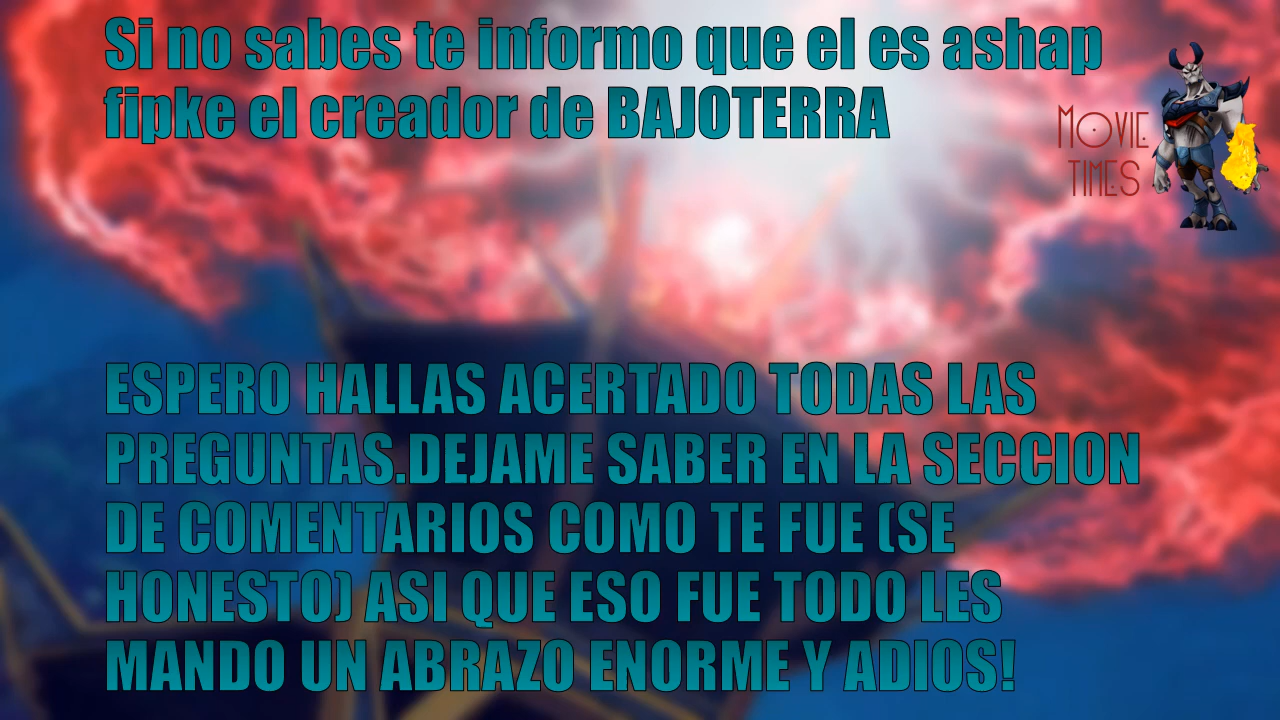 Si no sabes te informo que el es ashap
fipke el creador de BAJOTERRA
MOVIE
TIMES
ESPERO HALLAS ACERTADO TODAS LAS
PREGUNTAS.DEJAME SABER EN LA SECCION
DE COMENTARIOS COMO TE FUE (SE
HONESTO) ASI QUE ESO FUE TODO LES
MANDO UN ABRAZO ENORME Y ADIOS!